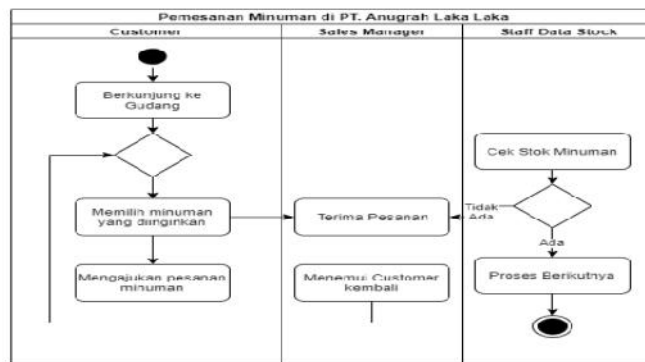 Pemesanan Minuman di PT. Anugrah Laka Laka
Customer
Sales Manager
Staff Data Stock
Berkunjung ke
Gudang
Cek Stok Minuman
Memilih minuman
yang diinginkan
Terima Pesanan
Tidak
Ada
Ada
Mengajukan pesanan
minuman
Menemui Customer
kembali
Proses Berikutnya